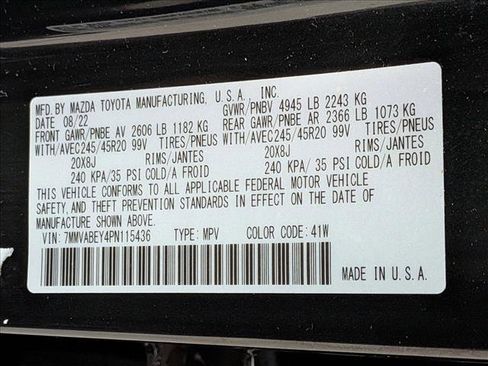 MFD. BY MAZDA TOYOTA MANUFACTURING, U.S.A., INC.
DATE 08/22 GVWR/PNBV 4945 LB 2243 KG
FRONT GAWR/PNBE AV 2606 LB 1182 KG REAR GAWR/PNBE AR 2366 LB 1073 KG
WITH/AVEC245/45R20 99V TIRES/PNEUS WITH/AVEC245/45R20 99V TIRES/PNEUS
20X8J RIMS/JANTES 20X8J RIMS/JANTES
240 KPA/ 35 PSI COLD/A FROID 240 KPA/ 35 PSI COLD/A FROID
THIS VEHICLE CONFORMS TO ALL APPLICABLE FEDERAL MOTOR VEHICLE
SAFETY, AND THEFT PREVENTION STANDARDS IN EFFECT ON THE DATE OF
MANUFACTURE SHOWN ABOVE.
VIN: 7MMVABEY4PN115436 TYPE: MPV COLOR CODE: 41W
MADE IN U.S.A.